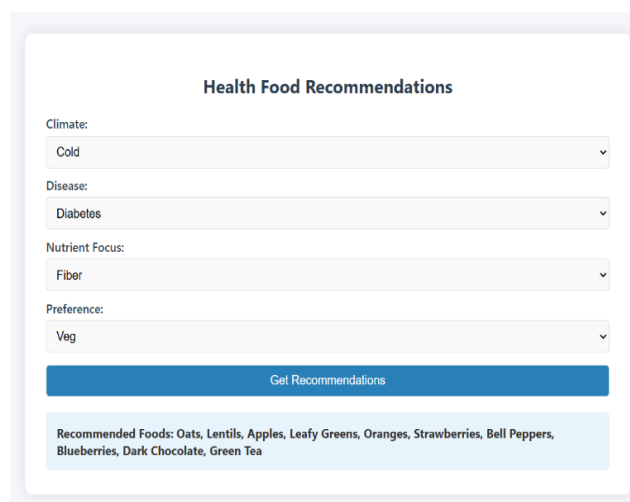 Health Food Recommendations
Climate:
Cold
Disease:
Diabetes
Nutrient Focus:
Fiber
Preference:
Veg
Get Recommendations
Recommended Foods: Oats, Lentils, Apples, Leafy Greens, Oranges, Strawberries, Bell Peppers,
Blueberries, Dark Chocolate, Green Tea